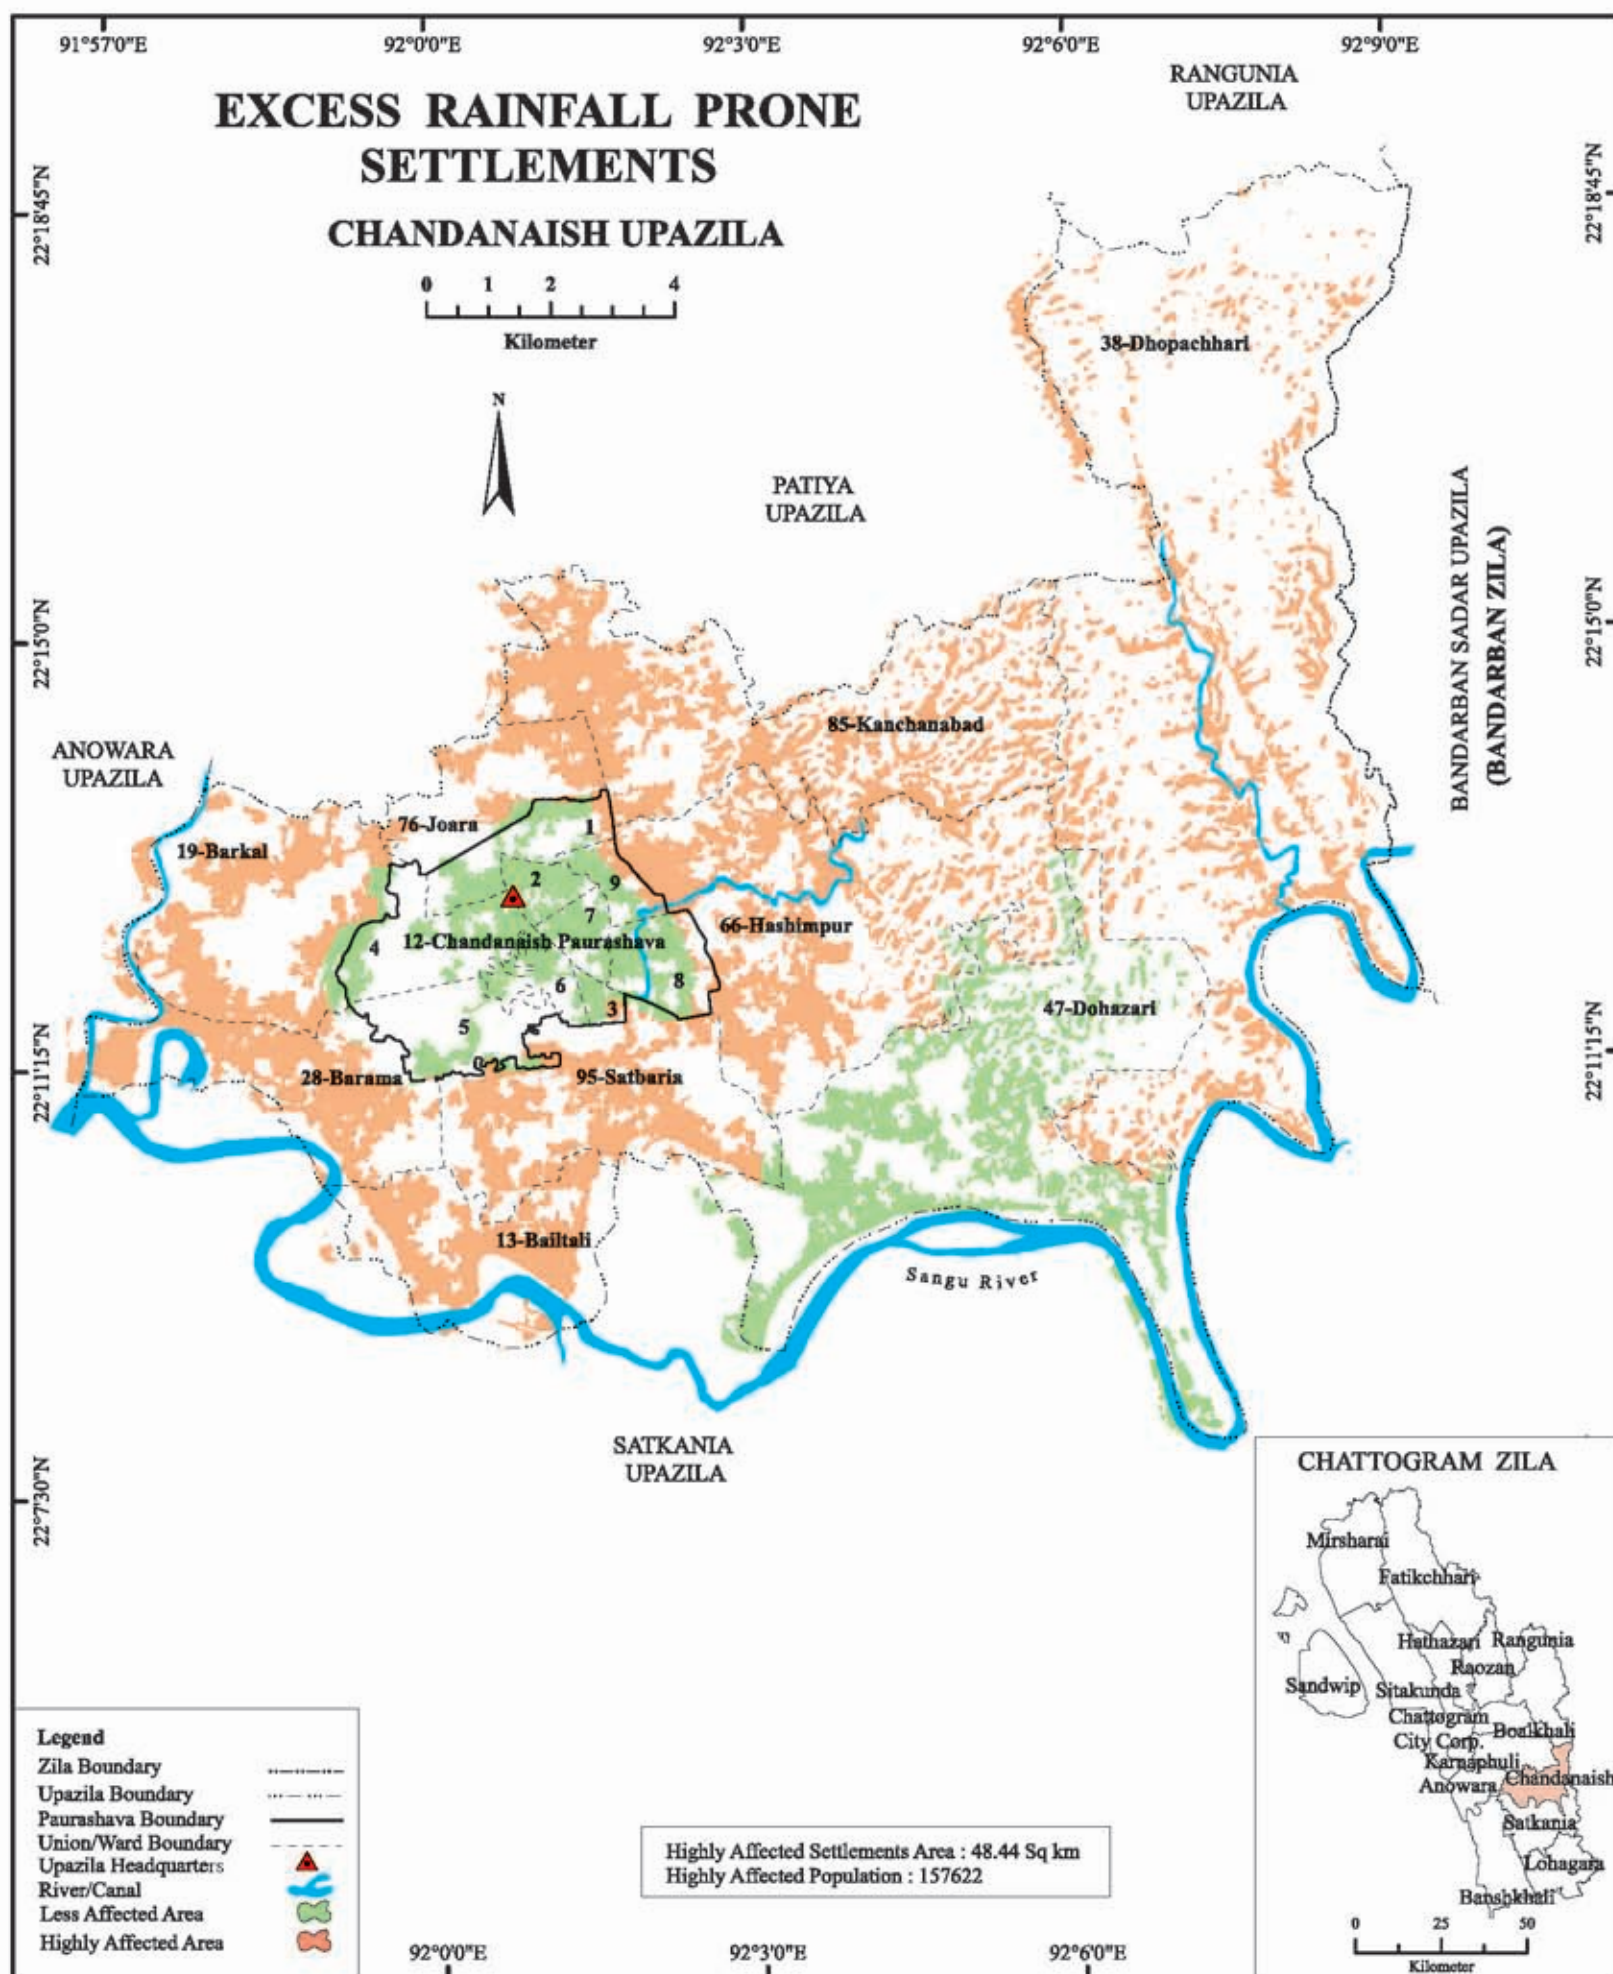 91°57'0"E
92°0'0"E
92°3'0"E
92°6'0"E
92°9'0"E
RANGUNIA
UPAZILA
EXCESS RAINFALL PRONE
SETTLEMENTS
CHANDANAISH UPAZILA
0 1 2 4
Kilometer
N
22°18'45"N
22°18'45"N
38-Dhopachhari
PATIYA
UPAZILA
BANDARBAN SADAR UPAZILA
(BANDARBAN ZILA)
22°15'0"N
22°15'0"N
85-Kanchanabad
ANOWARA
UPAZILA
76-Joara
1
19-Barkal
2
9
7
66-Hashimpur
4
12-Chandanaish Paurashava
6
8
3
47-Dohazari
5
22°11'15"N
22°11'15"N
28-Barama
95-Satbaria
13-Bailtali
Sangu River
SATKANIA
UPAZILA
22°7'30"N
CHATTOGRAM ZILA
Mirsharai
Fatikchhari
Hathazari
Rangunia
Raozan
Sandwip
Sitakunda
Chattogram
City Corp.
Boalkhali
Karnaphuli
Anowara
Chandanaish
Satkania
Lohagara
Banshkhali
0 25 50
Kilometer
Legend
Zila Boundary
Upazila Boundary
Paurashava Boundary
Union/Ward Boundary
Upazila Headquarters
River/Canal
Less Affected Area
Highly Affected Area
Highly Affected Settlements Area : 48.44 Sq km
Highly Affected Population : 157622
92°0'0"E
92°3'0"E
92°6'0"E